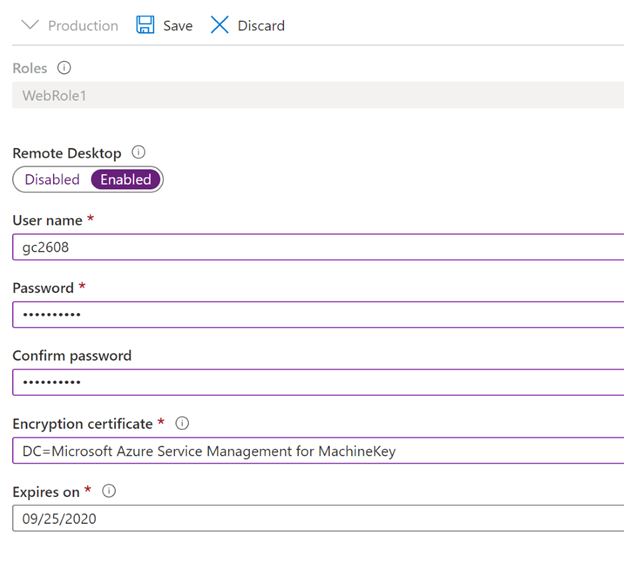 Production Save Discard
Roles
WebRole1
Remote Desktop
Disabled Enabled
User name *
gc2608
Password *
••••••••••
Confirm password
••••••••••
Encryption certificate *
DC=Microsoft Azure Service Management for MachineKey
Expires on *
09/25/2020